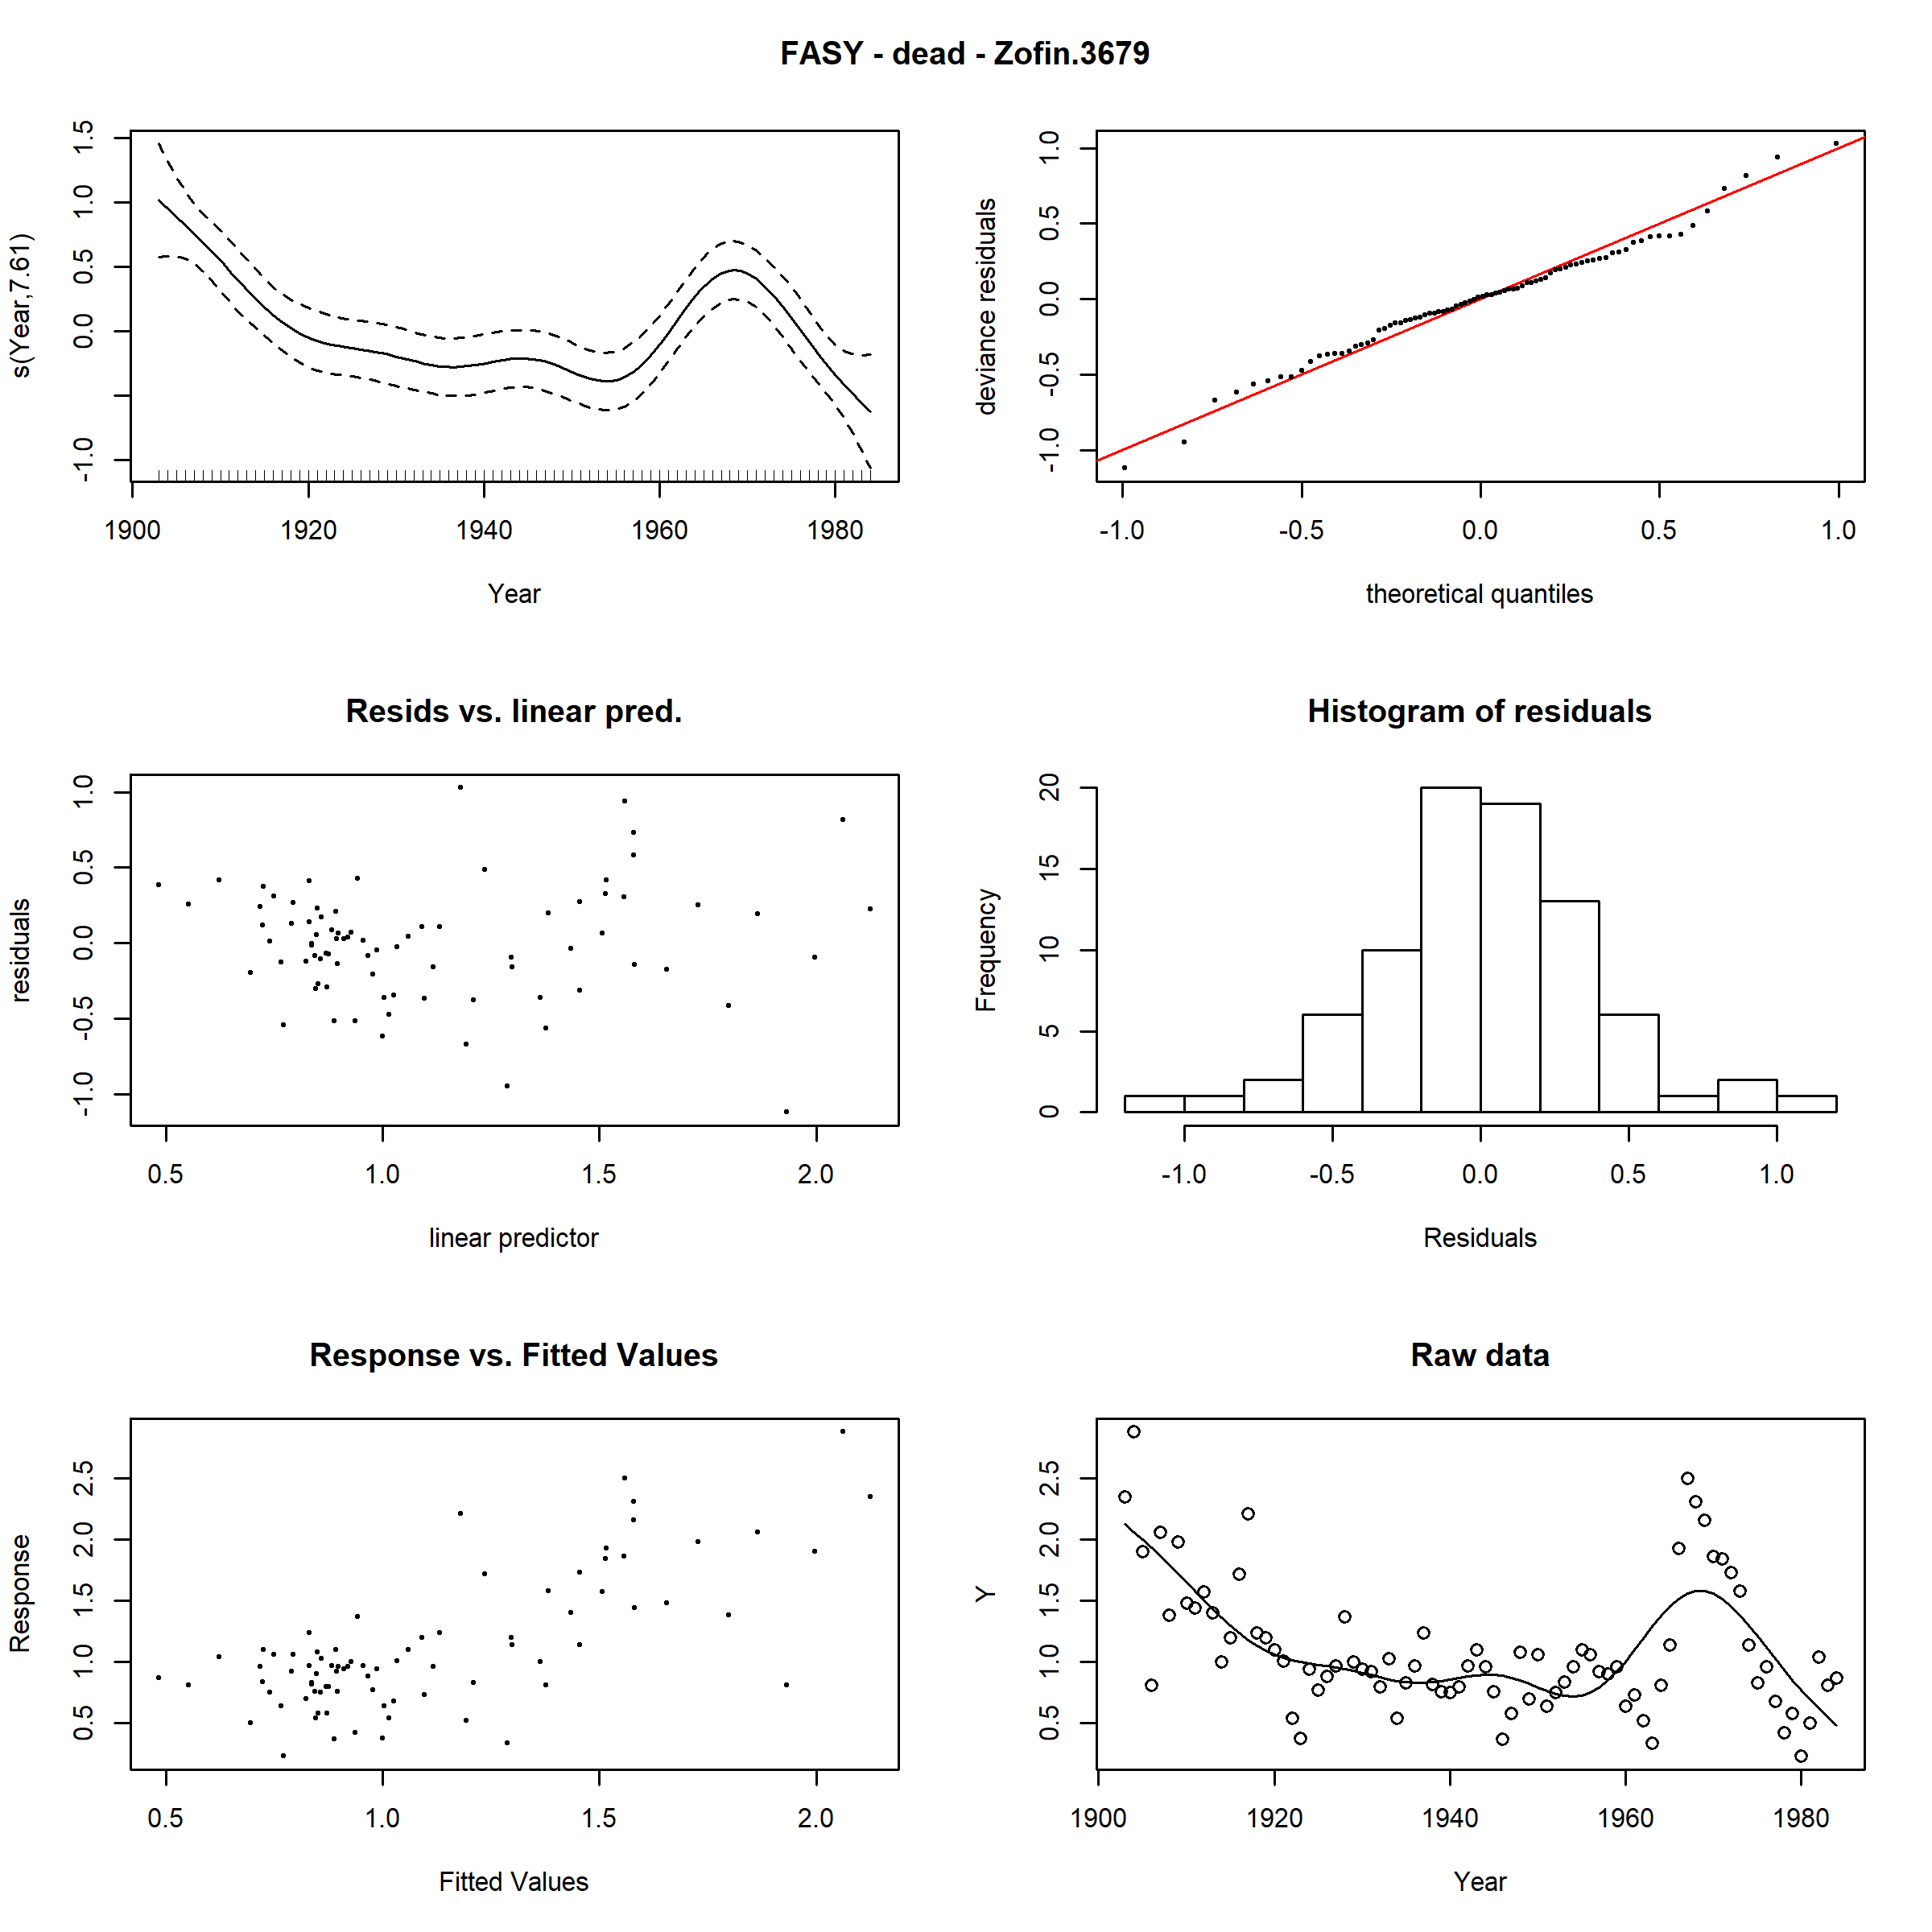 FASY - dead - Zofin.3679
s(Year,7.61)
-1.0 0.0 0.5 1.0 1.5
1900 1920 1940 1960 1980
Year
deviance residuals
-1.0 -0.5 0.0 0.5 1.0
-1.0 -0.5 0.0 0.5 1.0
theoretical quantiles
Resids vs. linear pred.
residuals
-1.0 -0.5 0.0 0.5 1.0
0.5 1.0 1.5 2.0
linear predictor
Histogram of residuals
Frequency
0 5 10 15 20
-1.0 -0.5 0.0 0.5 1.0
Residuals
Response vs. Fitted Values
Response
0.5 1.0 1.5 2.0 2.5
0.5 1.0 1.5 2.0
Fitted Values
Raw data
Y
0.5 1.0 1.5 2.0 2.5
1900 1920 1940 1960 1980
Year